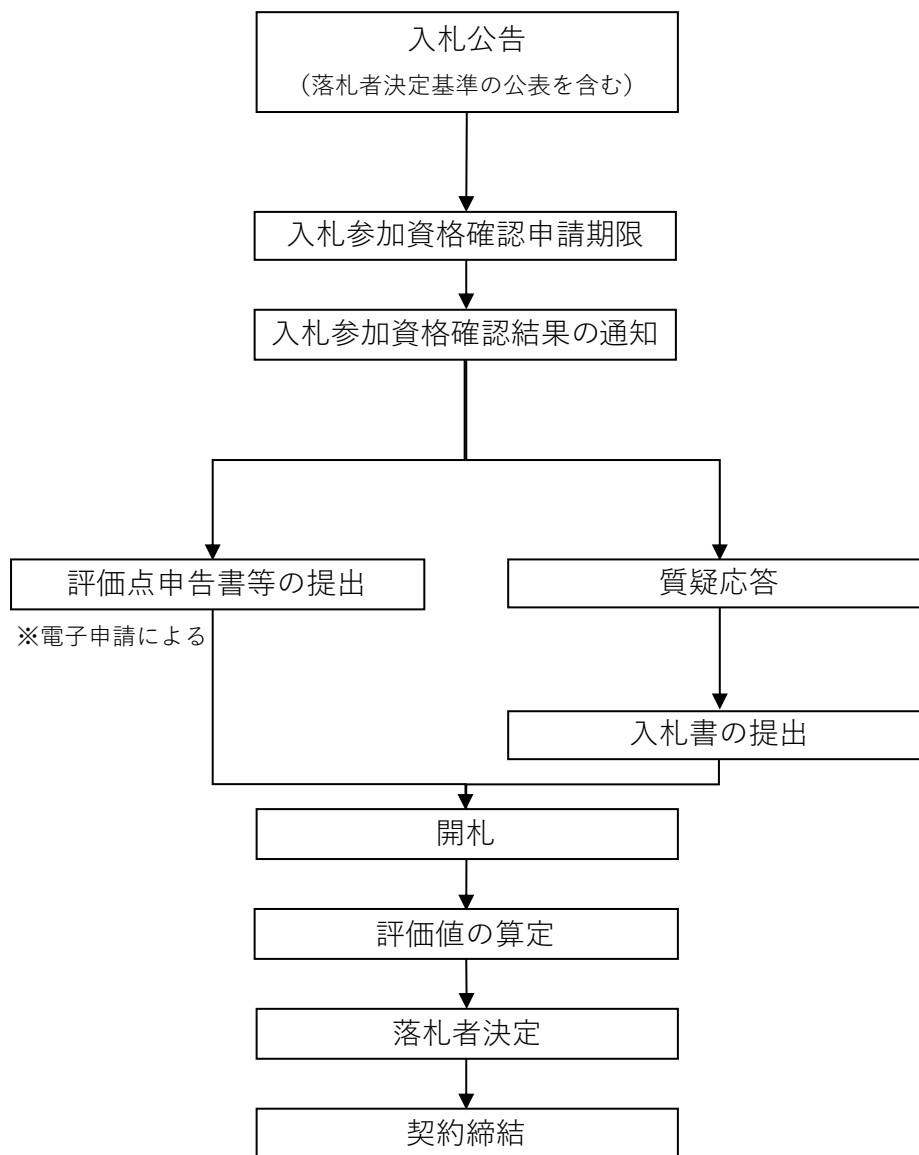 入札公告
（落札者決定基準の公表を含む）
入札参加資格確認申請期限
入札参加資格確認結果の通知
評価点申告書等の提出
※電子申請による
質疑応答
入札書の提出
開札
評価値の算定
落札者決定
契約締結